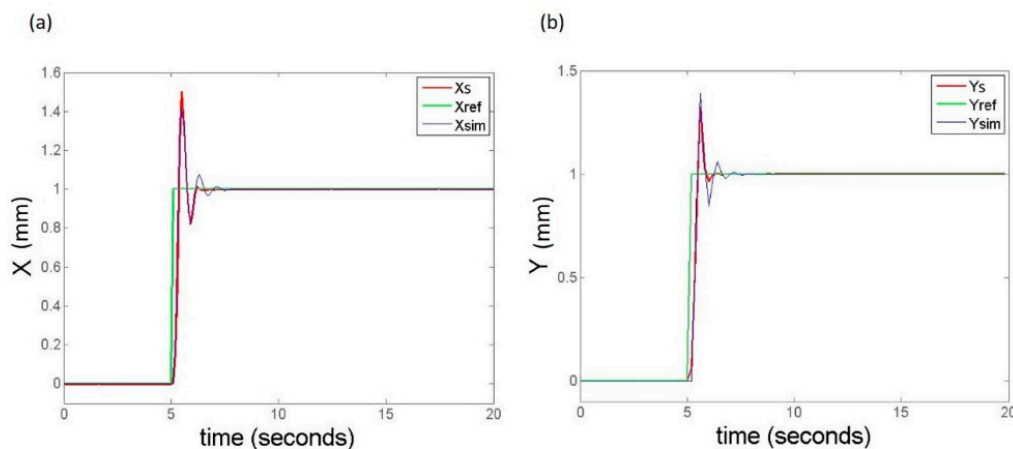 (a)
1.6
1.4
1.2
1
0.8
0.6
0.4
0.2
0
X (mm)
Xs
Xref
Xsim
0 5 10 15 20
time (seconds)
(b)
1.5
1
0.5
0
Y (mm)
Ys
Yref
Ysim
0 5 10 15 20
time (seconds)